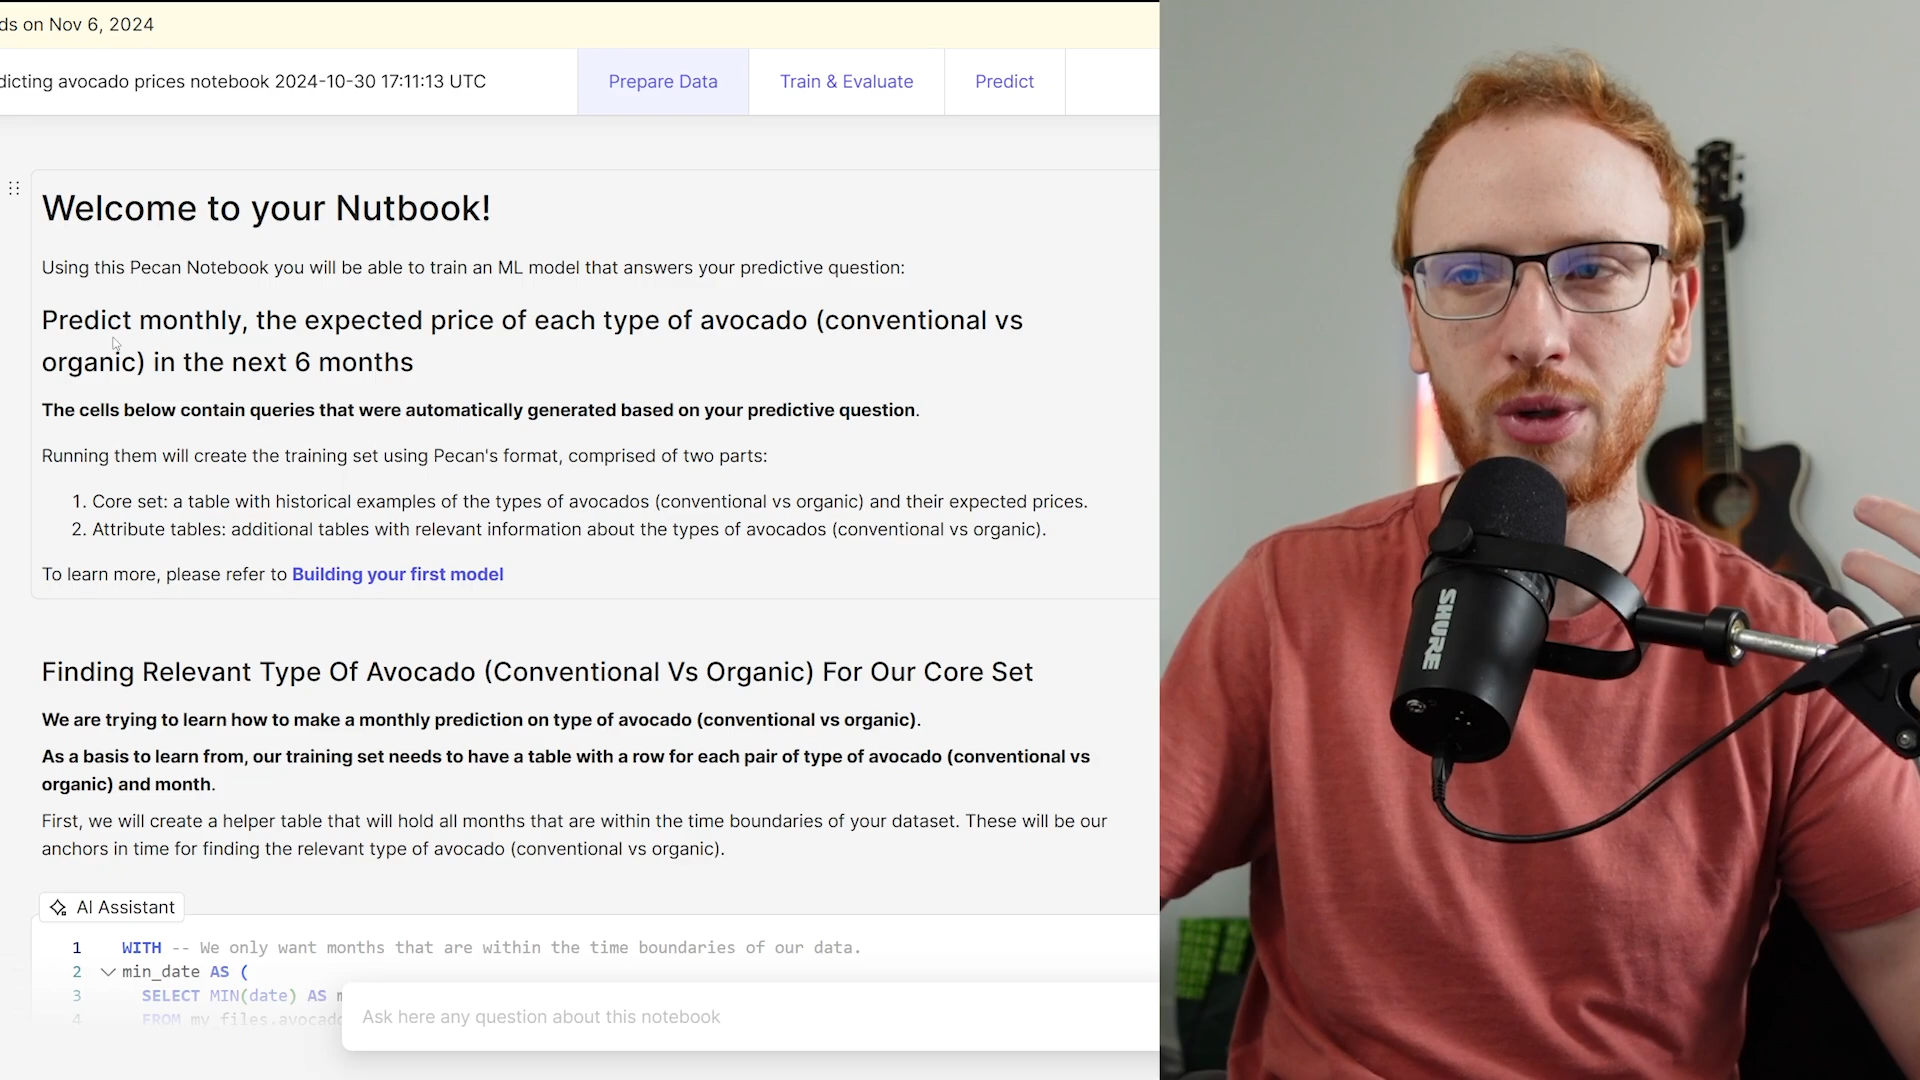 ds on Nov 6, 2024
dicting avocado prices notebook 2024-10-30 17:11:13 UTC
Prepare Data
Train & Evaluate
Predict
Welcome to your Nutbook!
Using this Pecan Notebook you will be able to train an ML model that answers your predictive question:
Predict monthly, the expected price of each type of avocado (conventional vs
organic) in the next 6 months
The cells below contain queries that were automatically generated based on your predictive question.
Running them will create the training set using Pecan's format, comprised of two parts:
1. Core set: a table with historical examples of the types of avocados (conventional vs organic) and their expected prices.
2. Attribute tables: additional tables with relevant information about the types of avocados (conventional vs organic).
To learn more, please refer to Building your first model
Finding Relevant Type Of Avocado (Conventional Vs Organic) For Our Core Set
We are trying to learn how to make a monthly prediction on type of avocado (conventional vs organic).
As a basis to learn from, our training set needs to have a table with a row for each pair of type of avocado (conventional vs
organic) and month.
First, we will create a helper table that will hold all months that are within the time boundaries of your dataset. These will be our
anchors in time for finding the relevant type of avocado (conventional vs organic).
AI Assistant
1 WITH -- We only want months that are within the time boundaries of our data.
2 min_date AS (
3 SELECT MIN(date) AS m
4 FROM my_files.avocado
Ask here any question about this notebook
SHURE